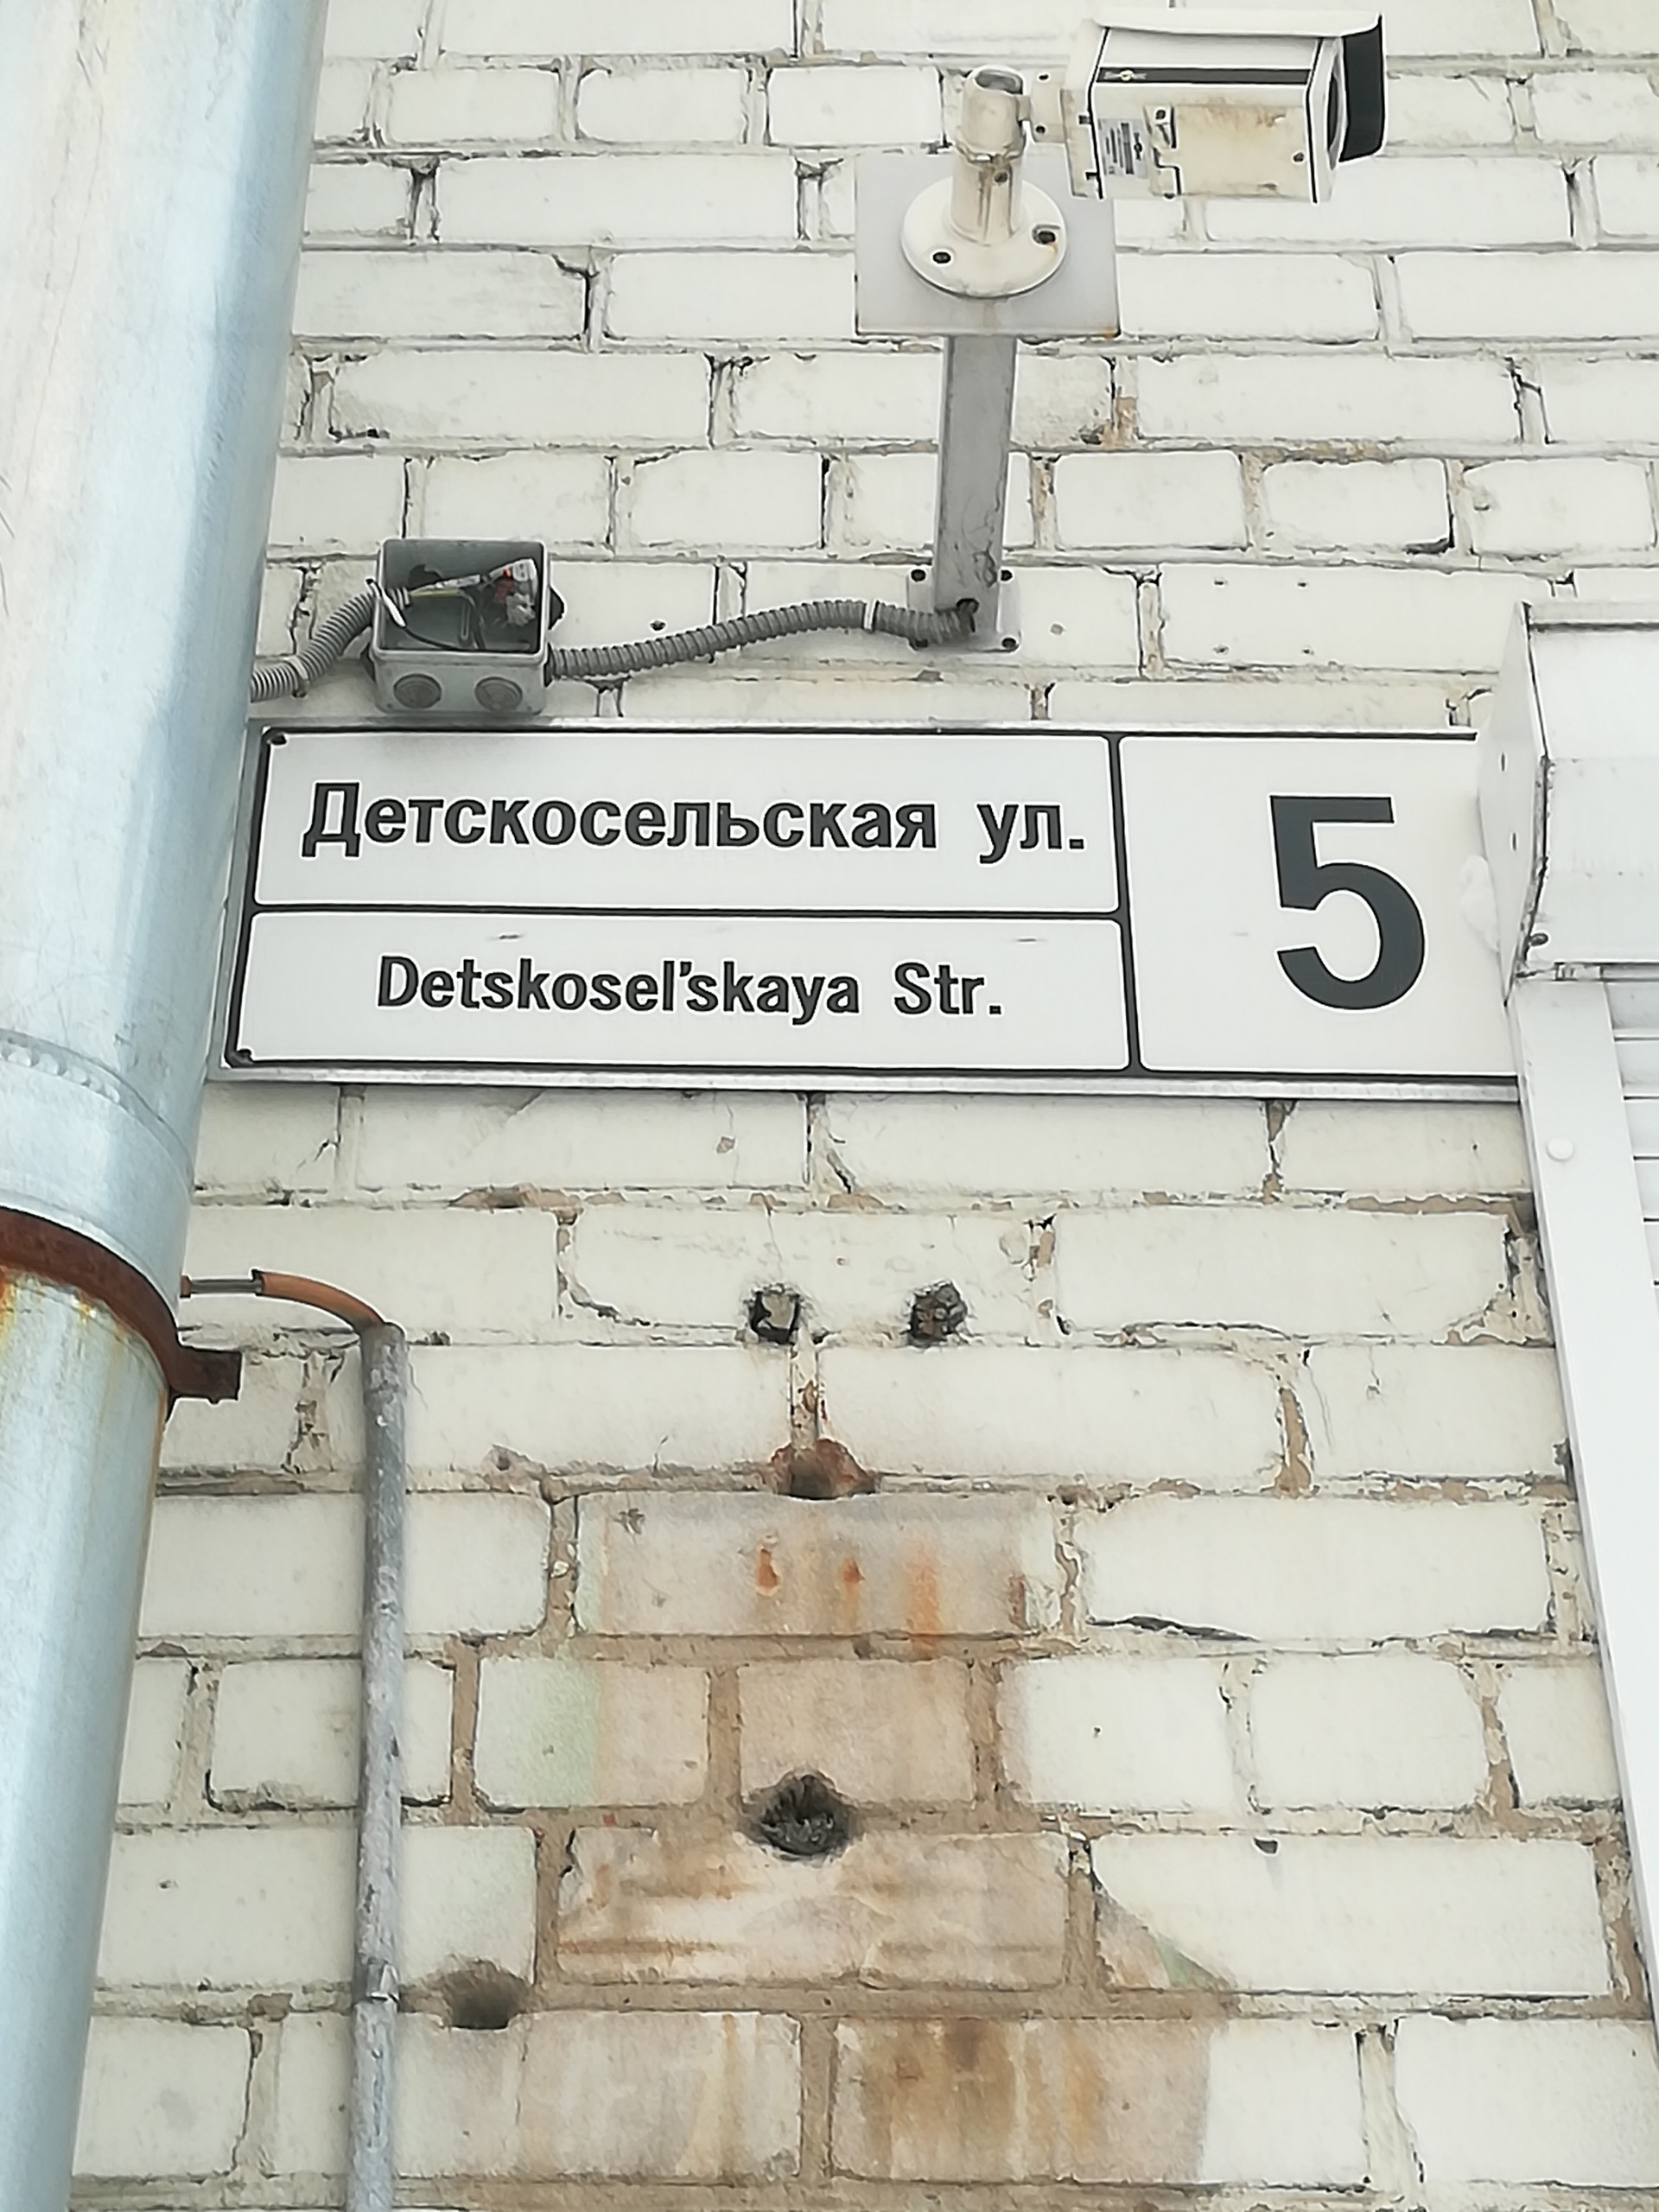 Детскосельская ул.
Detskosel'skaya Str.
5